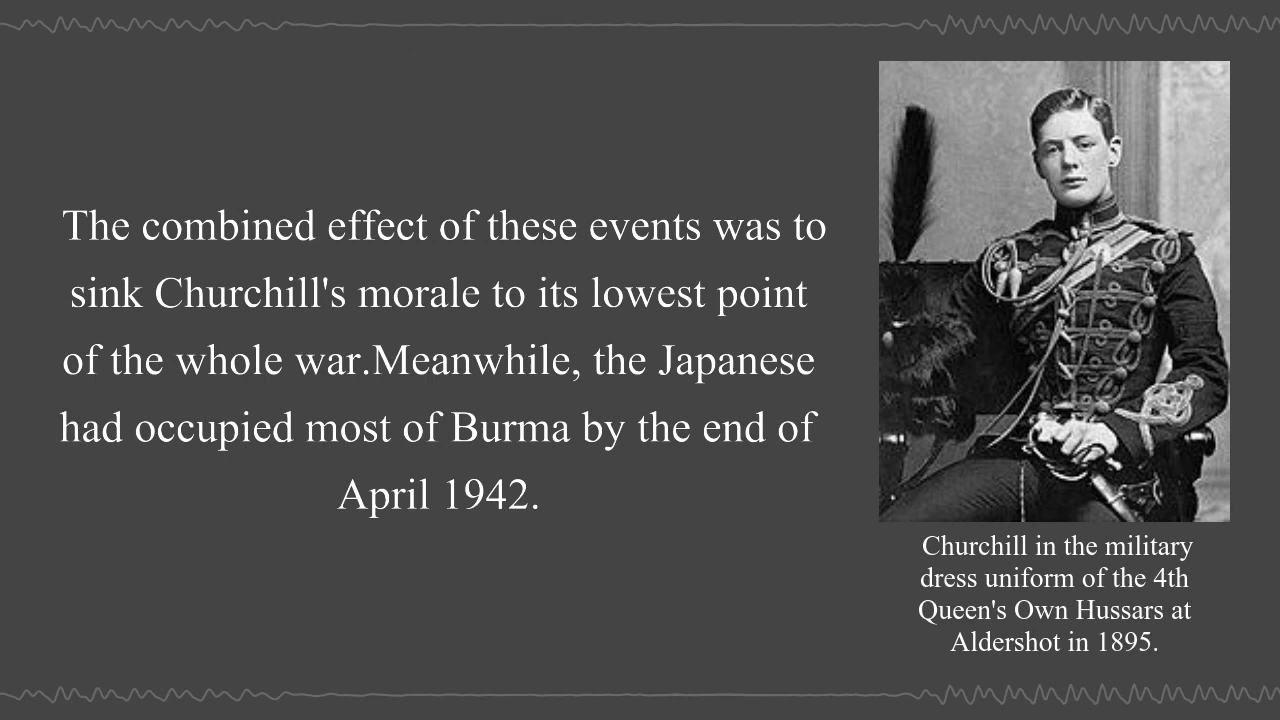 The combined effect of these events was to
sink Churchill's morale to its lowest point
of the whole war.Meanwhile, the Japanese
had occupied most of Burma by the end of
April 1942.
Churchill in the military
dress uniform of the 4th
Queen's Own Hussars at
Aldershot in 1895.